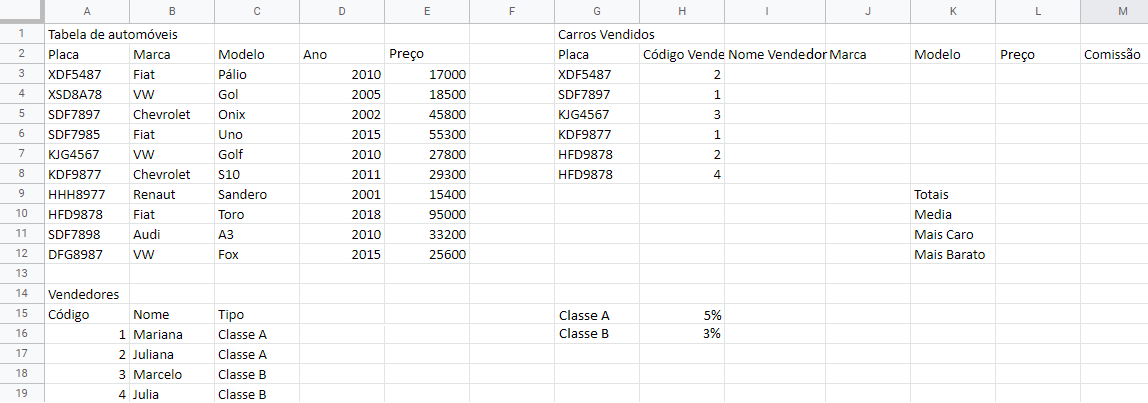 A B C D E F G H I J K L M
1 Tabela de automóveis Carros Vendidos
2 Placa Marca Modelo Ano Preço Placa Código Vende Nome Vendedor Marca Modelo Preço Comissão
3 XDF5487 Fiat Pálio 2010 17000 XDF5487 2
4 XSD8A78 VW Gol 2005 18500 SDF7897 1
5 SDF7897 Chevrolet Onix 2002 45800 KJG4567 3
6 SDF7985 Fiat Uno 2015 55300 KDF9877 1
7 KJG4567 VW Golf 2010 27800 HFD9878 2
8 KDF9877 Chevrolet S10 2011 29300 HFD9878 4
9 HHH8977 Renaut Sandero 2001 15400 Totais
10 HFD9878 Fiat Toro 2018 95000 Media
11 SDF7898 Audi A3 2010 33200 Mais Caro
12 DFG8987 VW Fox 2015 25600 Mais Barato
13
14 Vendedores
15 Código Nome Tipo Classe A 5%
16 1 Mariana Classe A Classe B 3%
17 2 Juliana Classe A
18 3 Marcelo Classe B
19 4 Julia Classe B